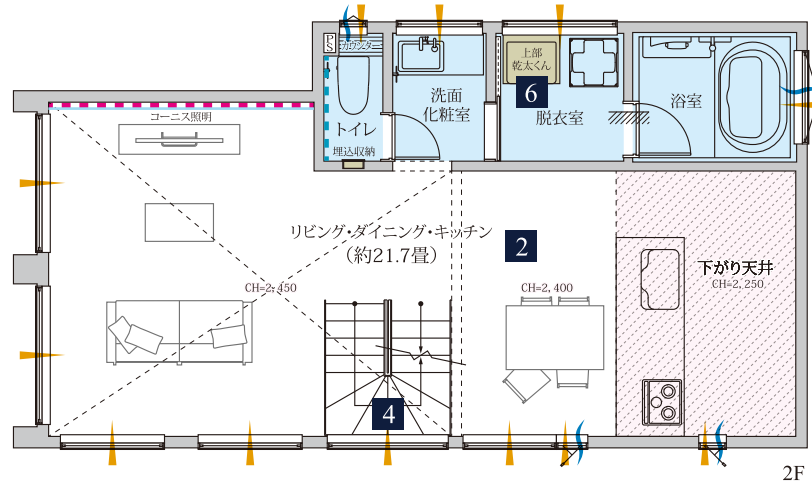 PS
カウンター
上部
乾太くん
6
洗面
化粧室
脱衣室
浴室
トイレ
埋込収納
コーニス照明
リビング・ダイニング・キッチン
(約21.7畳)
2
下がり天井
CH=2,250
CH=2,450
CH=2,400
4
2F